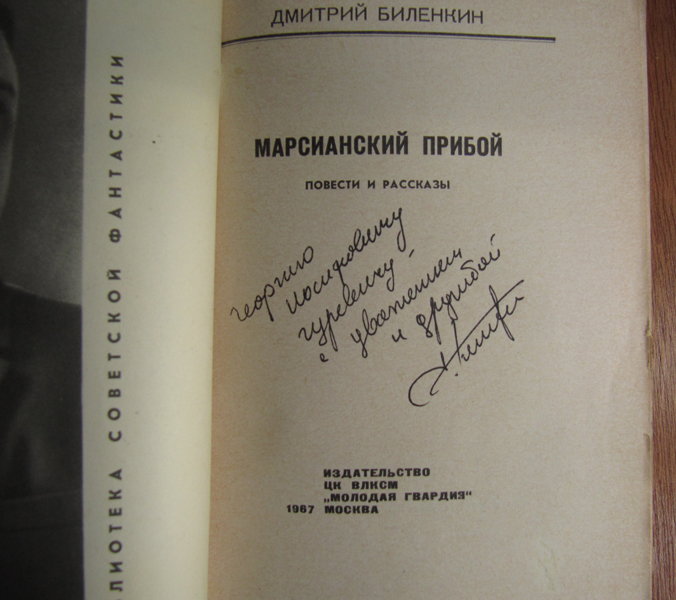 БЛИОТЕКА СОВЕТСКОЙ ФАНТАСТИКИ
ДМИТРИЙ БИЛЕНКИН
МАРСИАНСКИЙ ПРИБОЙ
ПОВЕСТИ И РАССКАЗЫ
Георгию
Иосифовичу
Гуревичу -
с уважением
и дружбой
ИЗДАТЕЛЬСТВО
ЦК ВЛКСМ
„МОЛОДАЯ ГВАРДИЯ"
1967 МОСКВА